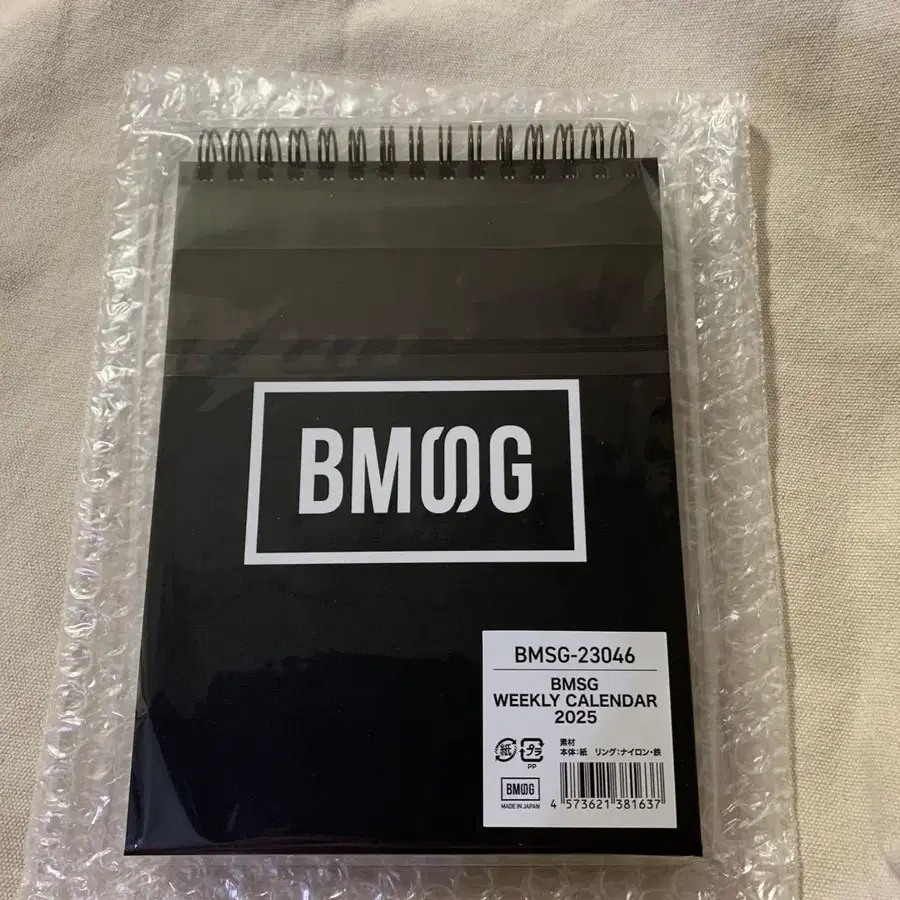 BMSG
BMSG-23046
BMSG
WEEKLY CALENDAR
2025
紙 プラ
PP
素材
本体:紙 リング:ナイロン・鉄
BMSG
MADE IN JAPAN
4 573621 381637